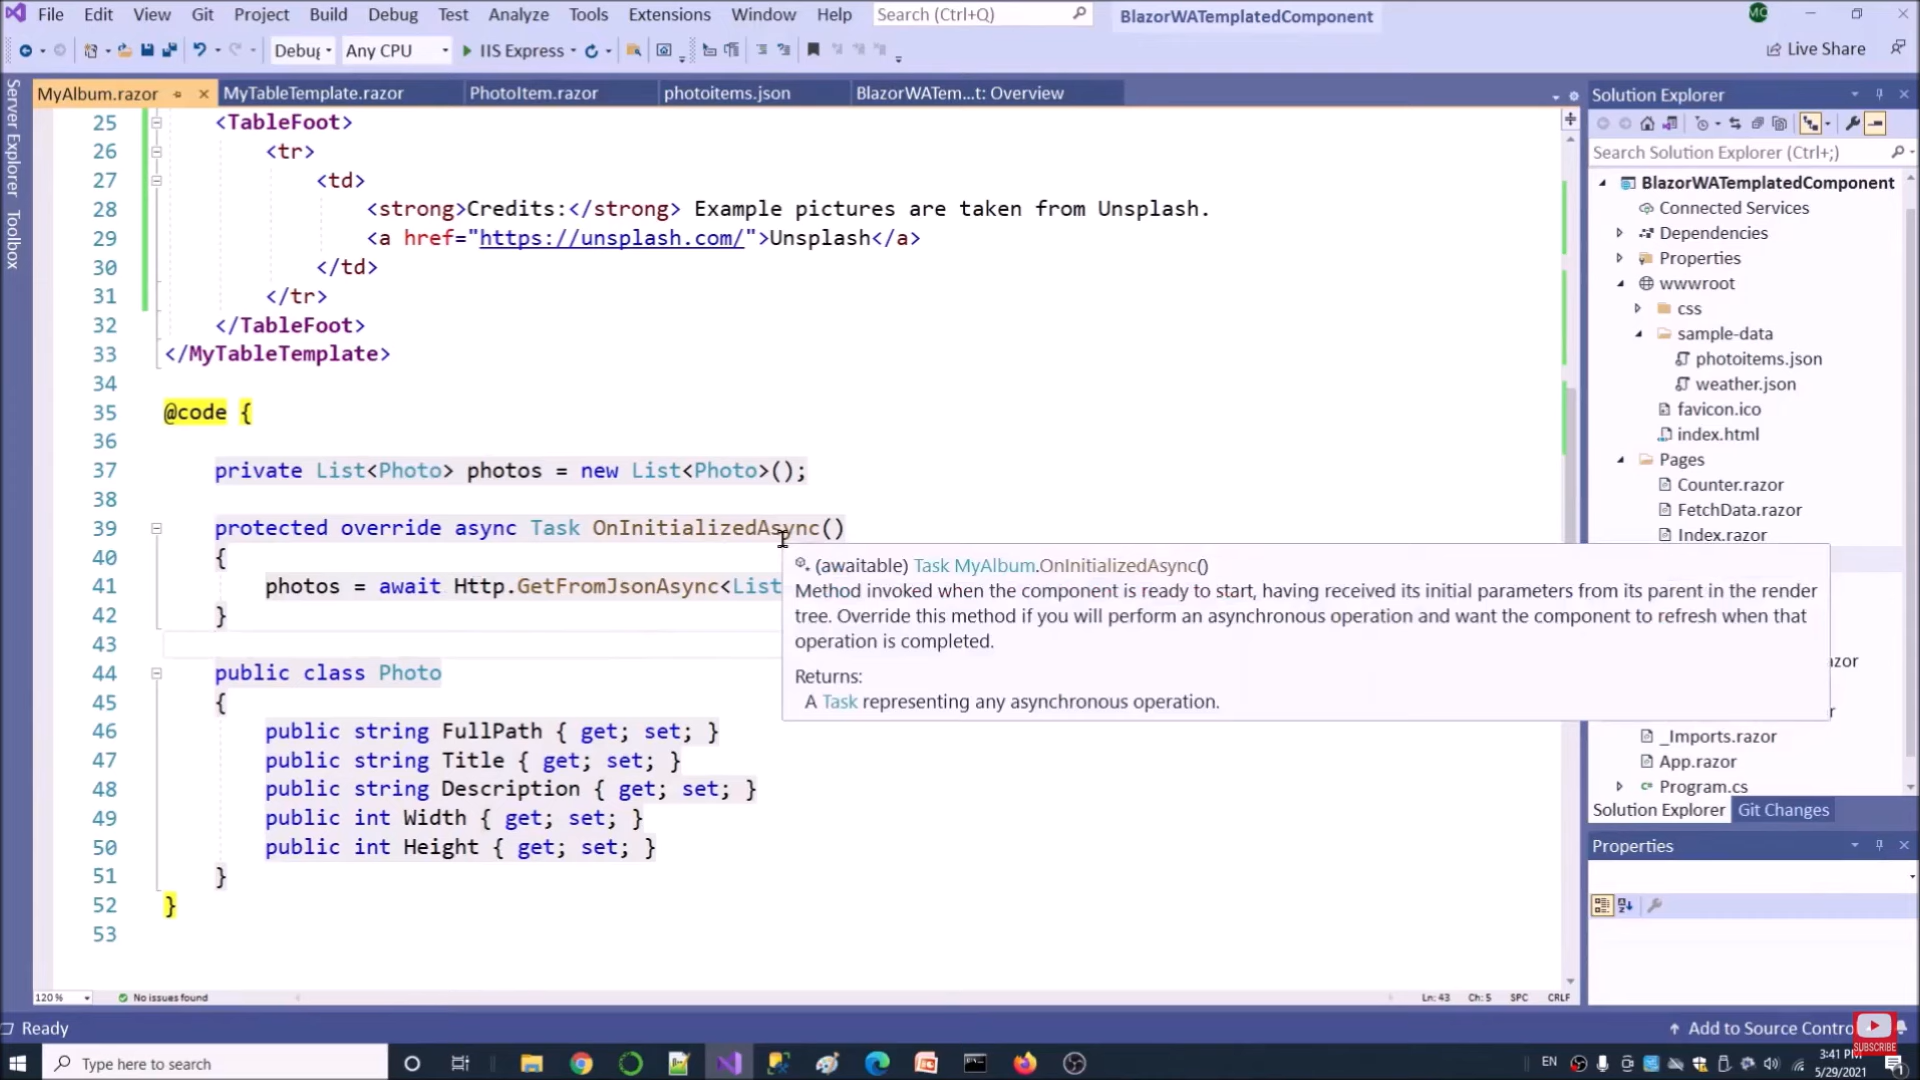 File Edit View Git Project Build Debug Test Analyze Tools Extensions Window Help Search (Ctrl+Q) BlazorWATemplatedComponent MC
Debug Any CPU IIS Express Live Share
Server Explorer
Toolbox
MyAlbum.razor MyTableTemplate.razor PhotoItem.razor photoitems.json BlazorWATem...t: Overview
25 <TableFoot>
26 <tr>
27 <td>
28 <strong>Credits:</strong> Example pictures are taken from Unsplash.
29 <a href="https://unsplash.com/">Unsplash</a>
30 </td>
31 </tr>
32 </TableFoot>
33 </MyTableTemplate>
34
35 @code {
36
37 private List<Photo> photos = new List<Photo>();
38
39 protected override async Task OnInitializedAsync()
40 {
41 photos = await Http.GetFromJsonAsync<List
42 }
43
44 public class Photo
45 {
46 public string FullPath { get; set; }
47 public string Title { get; set; }
48 public string Description { get; set; }
49 public int Width { get; set; }
50 public int Height { get; set; }
51 }
52 }
53
(awaitable) Task MyAlbum.OnInitializedAsync()
Method invoked when the component is ready to start, having received its initial parameters from its parent in the render
tree. Override this method if you will perform an asynchronous operation and want the component to refresh when that
operation is completed.
Returns:
A Task representing any asynchronous operation.
120 % No issues found Ln: 43 Ch: 5 SPC CRLF
Solution Explorer
Search Solution Explorer (Ctrl+;)
BlazorWATemplatedComponent
Connected Services
Dependencies
Properties
wwwroot
css
sample-data
photoitems.json
weather.json
favicon.ico
index.html
Pages
Counter.razor
FetchData.razor
Index.razor
zor
_Imports.razor
App.razor
Program.cs
Solution Explorer Git Changes
Properties
Ready Add to Source Contro
SUBSCRIBE
Type here to search EN 3:41 PM
5/29/2021